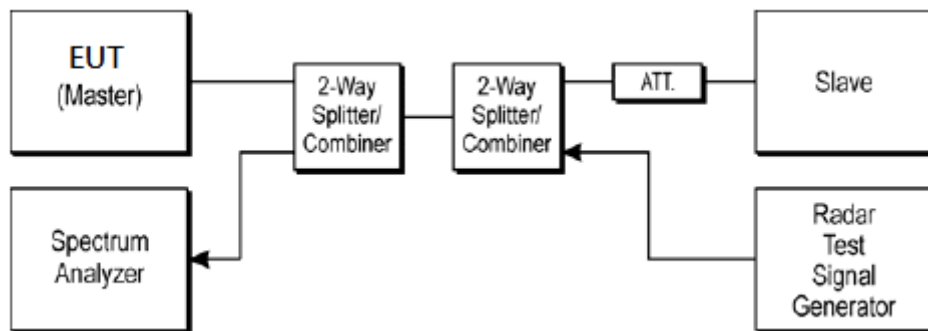 EUT
(Master)
2-Way
Splitter/
Combiner
2-Way
Splitter/
Combiner
ATT.
Slave
Spectrum
Analyzer
Radar
Test
Signal
Generator